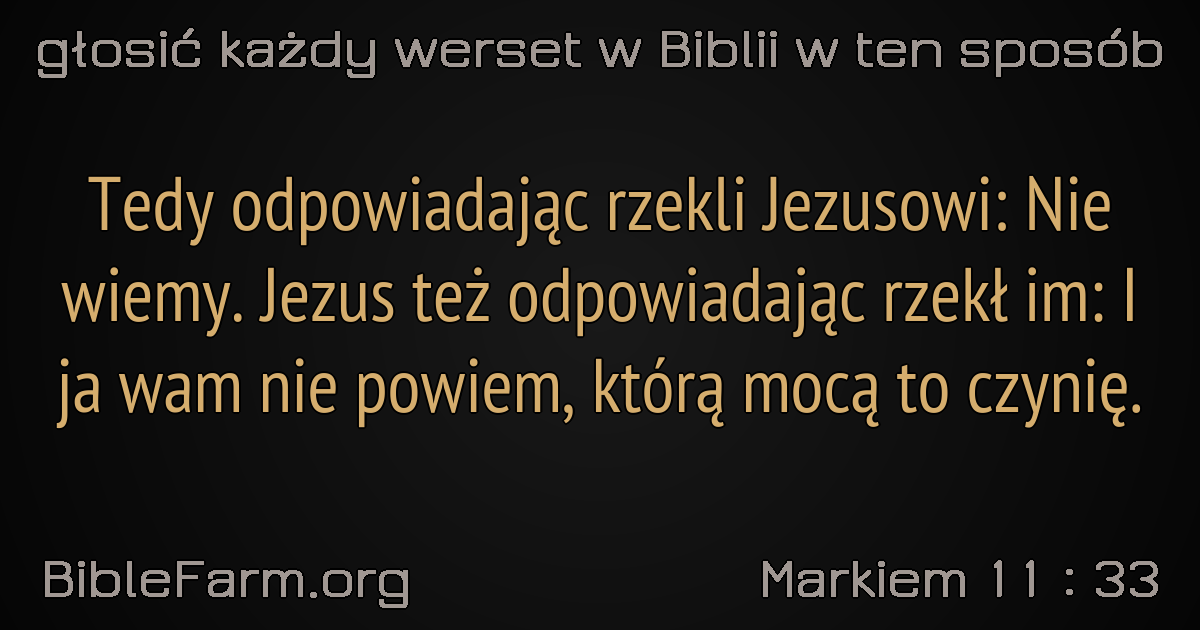 głosić każdy werset w Biblii w ten sposób
Tedy odpowiadając rzekli Jezusowi: Nie
wiemy. Jezus też odpowiadając rzekł im: I
ja wam nie powiem, którą mocą to czynię.
BibleFarm.org
Markiem 11 : 33